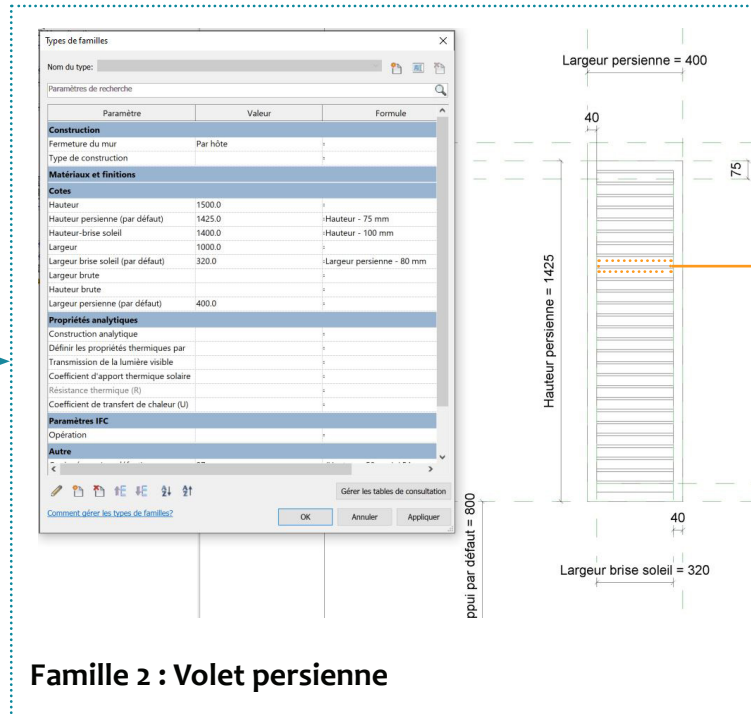 Types de familles
Nom du type:
Paramètres de recherche
Paramètre Valeur Formule
Construction
Fermeture du mur Par hôte =
Type de construction =
Matériaux et finitions
Cotes
Hauteur 1500.0 =
Hauteur persienne (par défaut) 1425.0 =Hauteur - 75 mm
Hauteur-brise soleil 1400.0 =Hauteur - 100 mm
Largeur 1000.0 =
Largeur brise soleil (par défaut) 320.0 =Largeur persienne - 80 mm
Largeur brute =
Hauteur brute =
Largeur persienne (par défaut) 400.0 =
Propriétés analytiques
Construction analytique =
Définir les propriétés thermiques par =
Transmission de la lumière visible =
Coefficient d'apport thermique solaire =
Résistance thermique (R) =
Coefficient de transfert de chaleur (U) =
Paramètres IFC
Opération =
Autre
Gérer les tables de consultation
Comment gérer les types de familles?
OK Annuler Appliquer
Largeur persienne = 400
40
75
Hauteur persienne = 1425
ppui par défaut = 800
40
Largeur brise soleil = 320
Famille 2 : Volet persienne